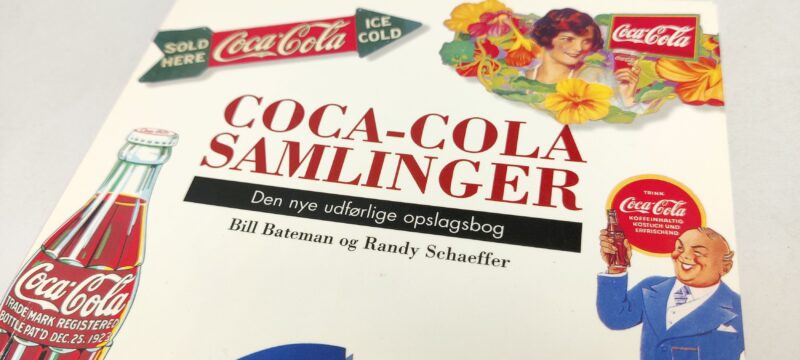 SOLD HERE
Coca-Cola
ICE COLD
Coca-Cola
COCA-COLA
SAMLINGER
Den nye udførlige opslagsbog
Bill Bateman og Randy Schaeffer
TRINK
Coca-Cola
KOFFEINHALTIG
KÖSTLICH UND
ERFRISCHEND
Coca-Cola
TRADE MARK REGISTERED
BOTTLE PAT'D DEC. 25, 1923